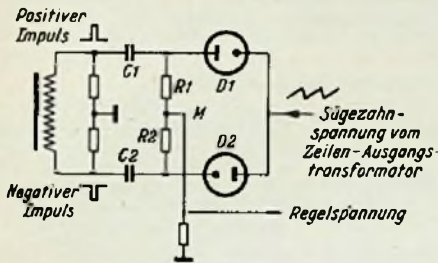 Positiver
Impuls
C1
R1
D1
M
Sägezahn-
spannung vom
Zeilen-Ausgangs-
transformator
R2
D2
C2
Negativer
Impuls
Regelspannung